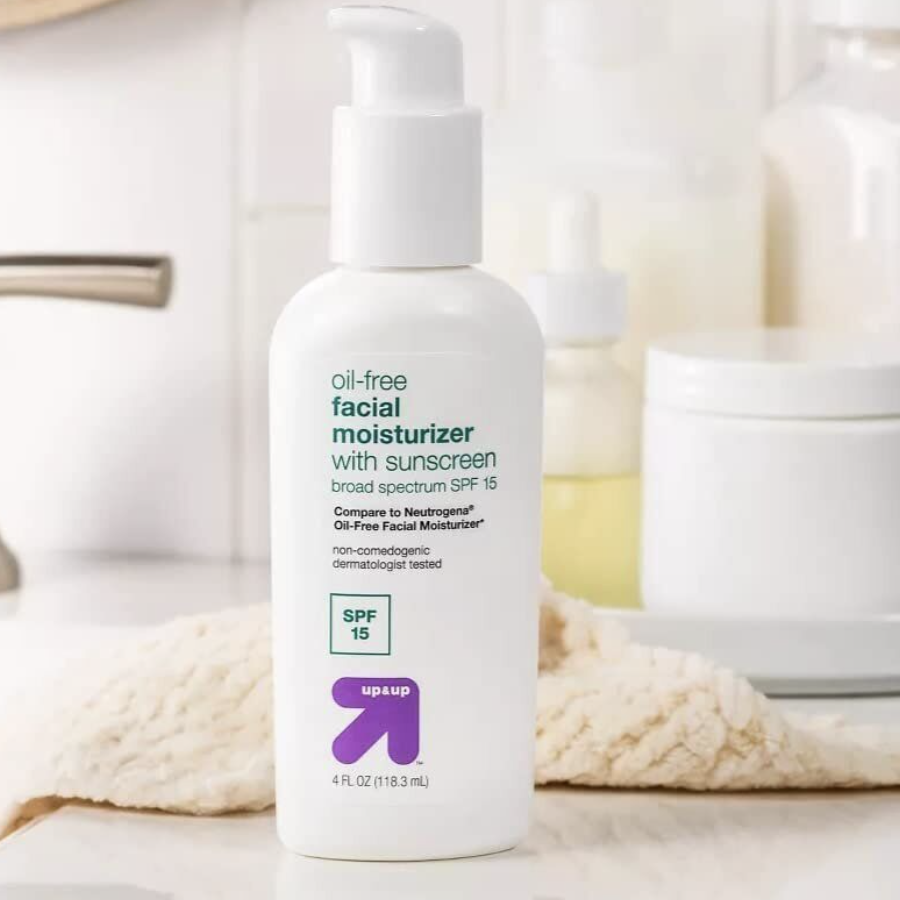 oil-free
facial
moisturizer
with sunscreen
broad spectrum SPF 15
Compare to Neutrogena®
Oil-Free Facial Moisturizer*
non-comedogenic
dermatologist tested
SPF
15
up&up
™
4 FL OZ (118.3 mL)